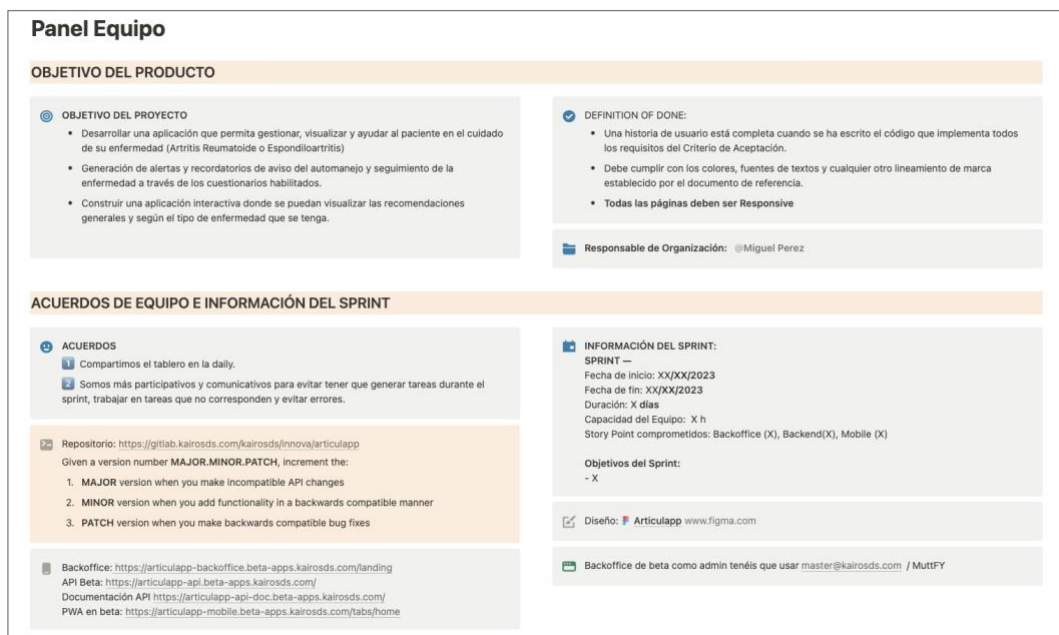 Panel Equipo
OBJETIVO DEL PRODUCTO
OBJETIVO DEL PROYECTO
• Desarrollar una aplicación que permita gestionar, visualizar y ayudar al paciente en el cuidado
de su enfermedad (Artritis Reumatoide o Espondiloartritis)
• Generación de alertas y recordatorios de aviso del automanejo y seguimiento de la
enfermedad a través de los cuestionarios habilitados.
• Construir una aplicación interactiva donde se puedan visualizar las recomendaciones
generales y según el tipo de enfermedad que se tenga.
DEFINITION OF DONE:
• Una historia de usuario está completa cuando se ha escrito el código que implementa todos
los requisitos del Criterio de Aceptación.
• Debe cumplir con los colores, fuentes de textos y cualquier otro lineamiento de marca
establecido por el documento de referencia.
• Todas las páginas deben ser Responsive
Responsable de Organización: @Miguel Perez
ACUERDOS DE EQUIPO E INFORMACIÓN DEL SPRINT
ACUERDOS
1 Compartimos el tablero en la daily.
2 Somos más participativos y comunicativos para evitar tener que generar tareas durante el
sprint, trabajar en tareas que no corresponden y evitar errores.
Repositorio: https://gitlab.kairosds.com/kairosds/innova/articulapp
Given a version number MAJOR.MINOR.PATCH, increment the:
1. MAJOR version when you make incompatible API changes
2. MINOR version when you add functionality in a backwards compatible manner
3. PATCH version when you make backwards compatible bug fixes
Backoffice: https://articulapp-backoffice.beta-apps.kairosds.com/landing
API Beta: https://articulapp-api.beta-apps.kairosds.com/
Documentación API https://articulapp-api-doc.beta-apps.kairosds.com/
PWA en beta: https://articulapp-mobile.beta-apps.kairosds.com/tabs/home
INFORMACIÓN DEL SPRINT:
SPRINT —
Fecha de inicio: XX/XX/2023
Fecha de fin: XX/XX/2023
Duración: X días
Capacidad del Equipo: X h
Story Point comprometidos: Backoffice (X), Backend(X), Mobile (X)
Objetivos del Sprint:
- X
Diseño: Articulapp www.figma.com
Backoffice de beta como admin tenéis que usar master@kairosds.com / MuttFY